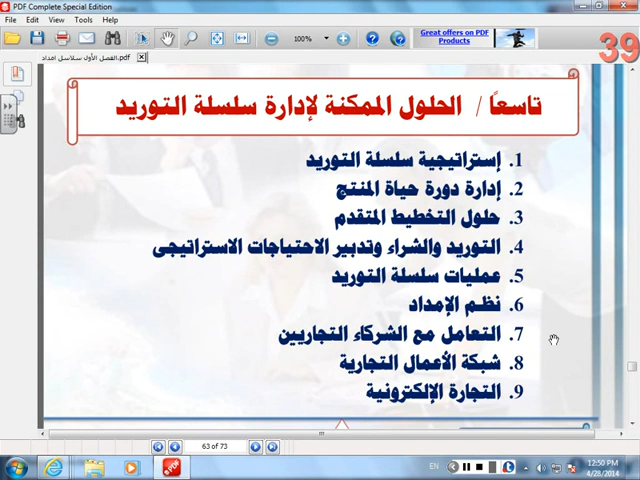 PDF Complete Special Edition
File Edit View Tools Help
100%
Great offers on PDF
Products
39
الفصل الأول سلاسل امداد.pdf
تاسعًا / الحلول الممكنة لإدارة سلسلة التوريد
1. إستراتيجية سلسلة التوريد
2. إدارة دورة حياة المنتج
3. حلول التخطيط المتقدم
4. التوريد والشراء وتدبير الاحتياجات الاستراتيجى
5. عمليات سلسلة التوريد
6. نظم الإمداد
7. التعامل مع الشركاء التجاريين
8. شبكة الأعمال التجارية
9. التجارة الإلكترونية
63 of 73
EN
12:50 PM
4/28/2014